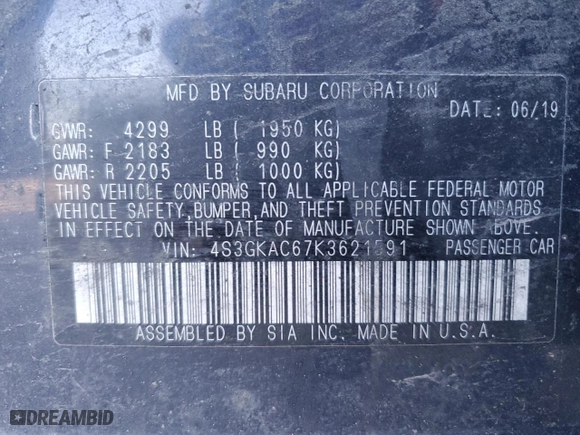 MFD BY SUBARU CORPORATION
DATE: 06/19
GVWR: 4299 LB ( 1950 KG)
GAWR: F 2183 LB ( 990 KG)
GAWR: R 2205 LB ( 1000 KG)
THIS VEHICLE CONFORMS TO ALL APPLICABLE FEDERAL MOTOR
VEHICLE SAFETY, BUMPER, AND THEFT PREVENTION STANDARDS
IN EFFECT ON THE DATE OF MANUFACTURE SHOWN ABOVE.
VIN: 4S3GKAC67K3621591 PASSENGER CAR
ASSEMBLED BY SIA INC. MADE IN U.S.A.
DREAMBID